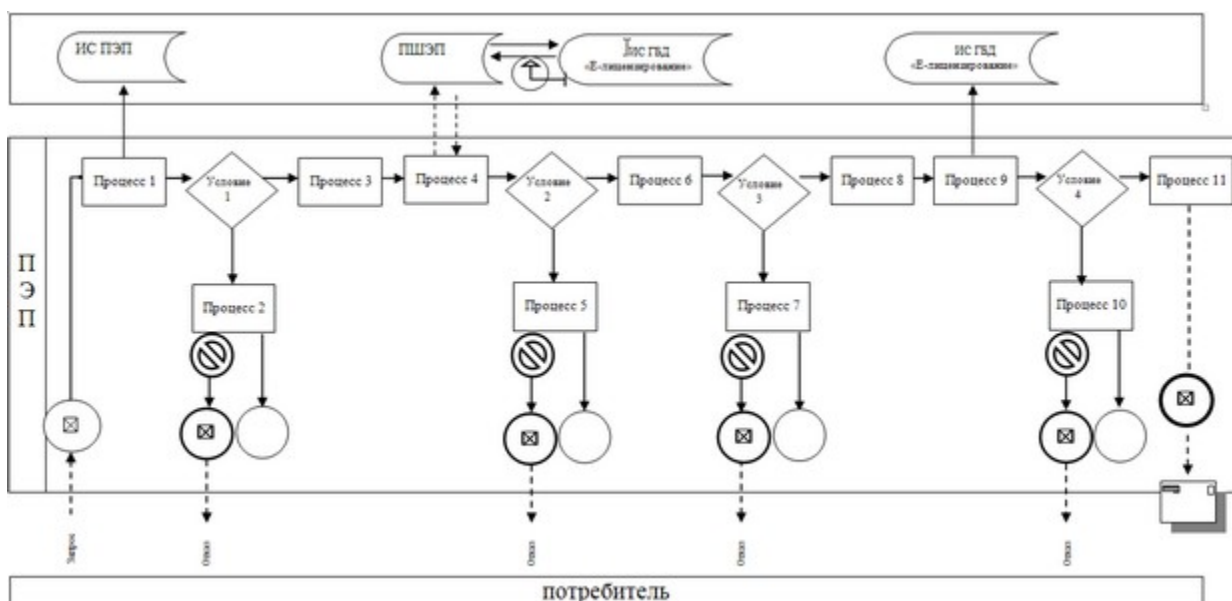 ИС ПЭП
ПШЭП
ИС ГБД
«Е-лицензирование»
ИС ГБД
«Е-лицензирование»
Процесс 1
Условие
1
Процесс 3
Процесс 4
Условие
2
Процесс 6
Условие
3
Процесс 8
Процесс 9
Условие
4
Процесс 11
П
Э
П
Процесс 2
Процесс 5
Процесс 7
Процесс 10
Запрос
Отказ
Отказ
Отказ
Отказ
потребитель